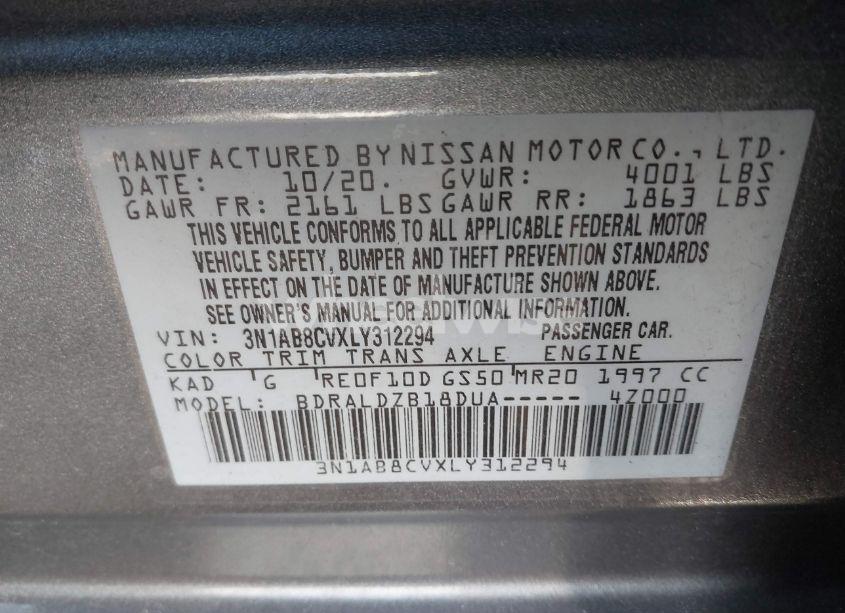 MANUFACTURED BY NISSAN MOTOR CO., LTD.
DATE: 10/20. GVWR: 4001 LBS
GAWR FR: 2161 LBS GAWR RR: 1863 LBS
THIS VEHICLE CONFORMS TO ALL APPLICABLE FEDERAL MOTOR
VEHICLE SAFETY, BUMPER AND THEFT PREVENTION STANDARDS
IN EFFECT ON THE DATE OF MANUFACTURE SHOWN ABOVE.
SEE OWNER'S MANUAL FOR ADDITIONAL INFORMATION.
VIN: 3N1AB8CVXLY312294 PASSENGER CAR.
COLOR TRIM TRANS AXLE ENGINE
KAD G RE0F10D GS50 MR20 1997 CC
MODEL: BDRALDZB18DUA----- 4Z000
3N1AB8CVXLY312294